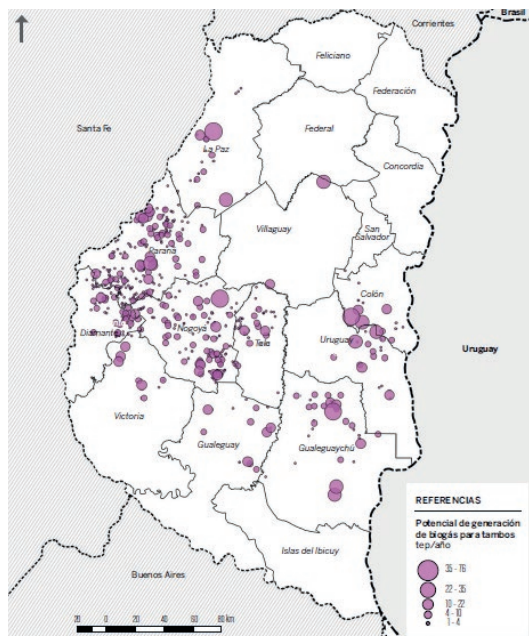 Brasil
Corrientes
Feliciano
Federación
Santa Fe
Federal
La Paz
Concordia
Villaguay
San
Salvador
Paraná
Colón
Nogoyá
Tala
Uruguay
Uruguay
Diamante
Victoria
Gualeguay
Gualeguaychú
Islas del Ibicuy
Buenos Aires
REFERENCIAS
Potencial de generación
de biogás para tambos
tep/año
35 - 76
22 - 35
10 - 22
4 - 10
1 - 4
20 0 20 40 60 80 km